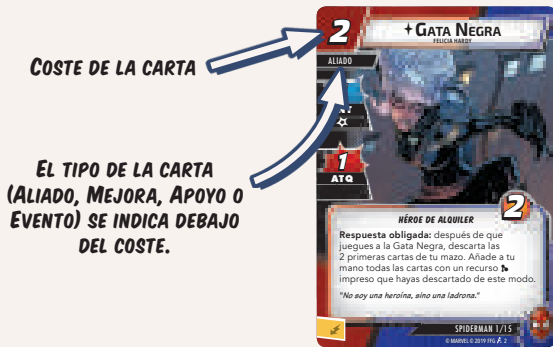 COSTE DE LA CARTA
EL TIPO DE LA CARTA
(ALIADO, MEJORA, APOYO O
EVENTO) SE INDICA DEBAJO
DEL COSTE.
2
GATA NEGRA
FELICIA HARDY
ALIADO
1
ATQ
2
HÉROE DE ALQUILER
Respuesta obligada: después de que
juegues a la Gata Negra, descarta las
2 primeras cartas de tu mazo. Añade a tu
mano todas las cartas con un recurso
impreso que hayas descartado de este modo.
"No soy una heroína, sino una ladrona."
SPIDERMAN 1/15
© MARVEL © 2019 FFG 2